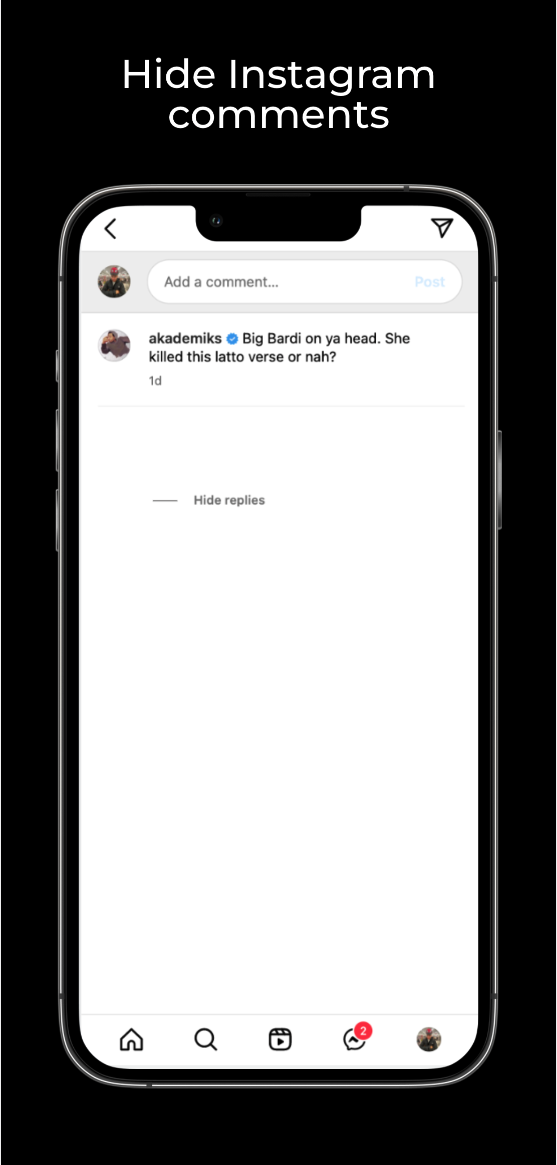 Hide Instagram
comments
Add a comment...
Post
akademiks Big Bardi on ya head. She
killed this latto verse or nah?
1d
Hide replies
2